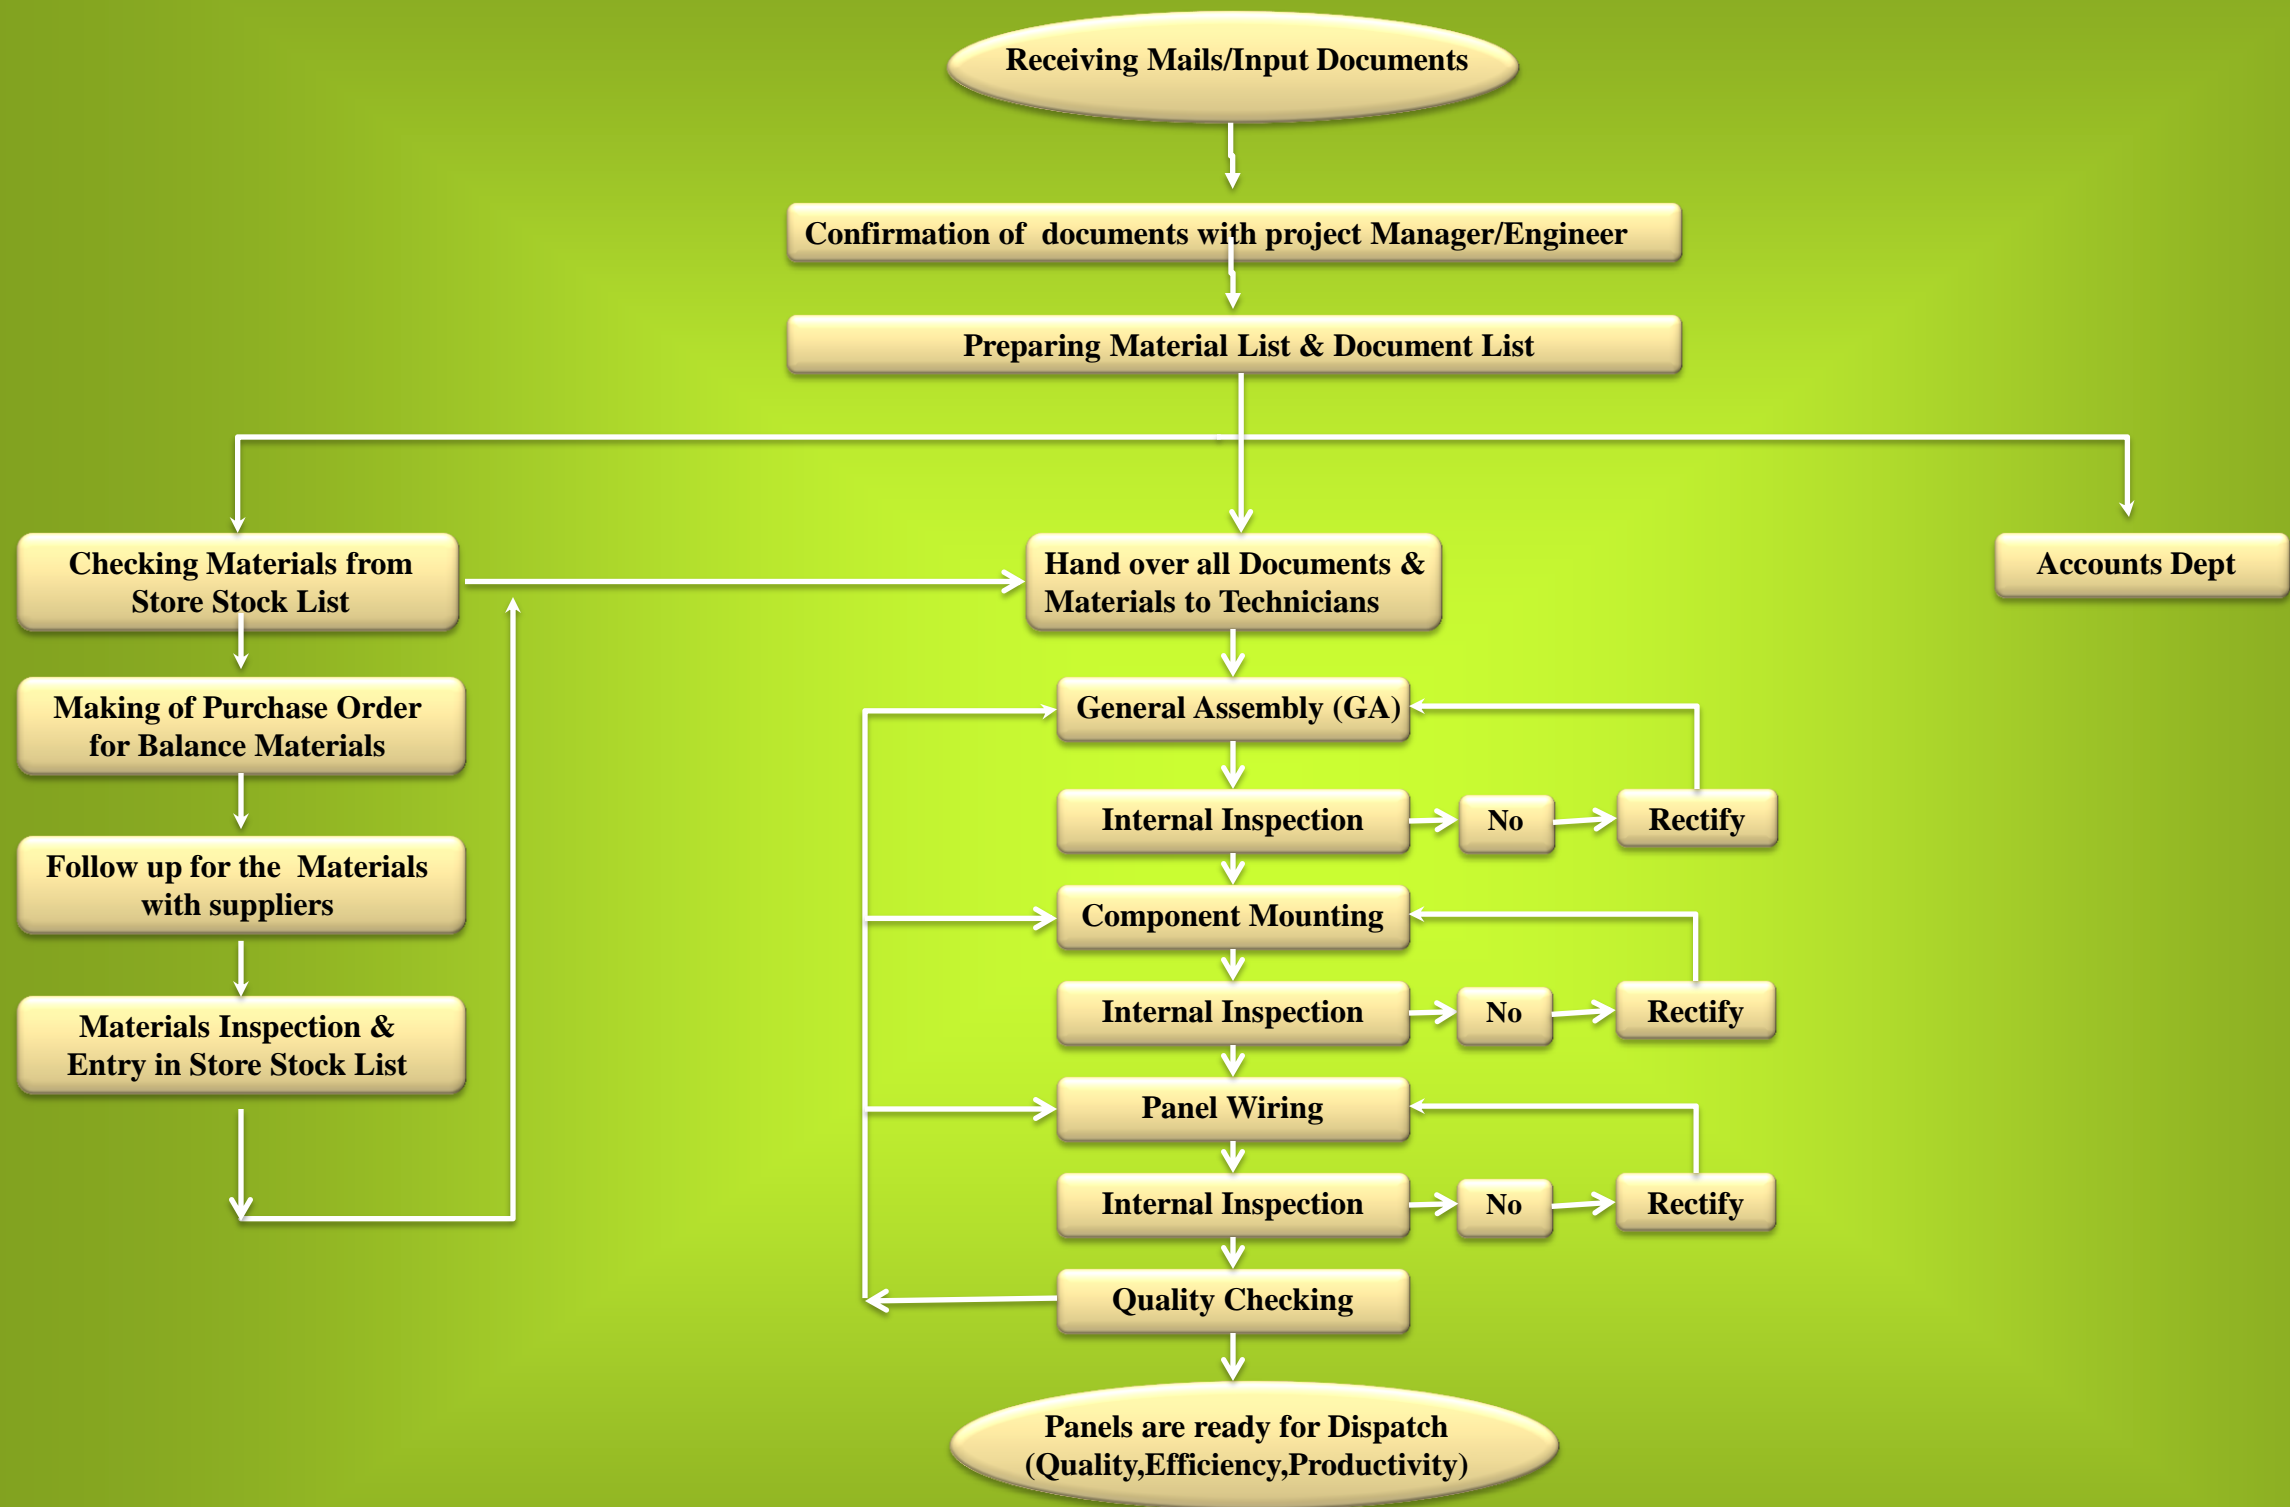 Receiving Mails/Input Documents
Confirmation of  documents with project Manager/Engineer
Preparing Material List & Document List
Checking Materials from
Store Stock List
Hand over all Documents &
Materials to Technicians
Accounts Dept
Making of Purchase Order
for Balance Materials
General Assembly (GA)
Internal Inspection
No
Rectify
Follow up for the  Materials
with suppliers
Component Mounting
Materials Inspection &
Entry in Store Stock List
Internal Inspection
No
Rectify
Panel Wiring
Internal Inspection
No
Rectify
Quality Checking
Panels are ready for Dispatch
(Quality,Efficiency,Productivity)